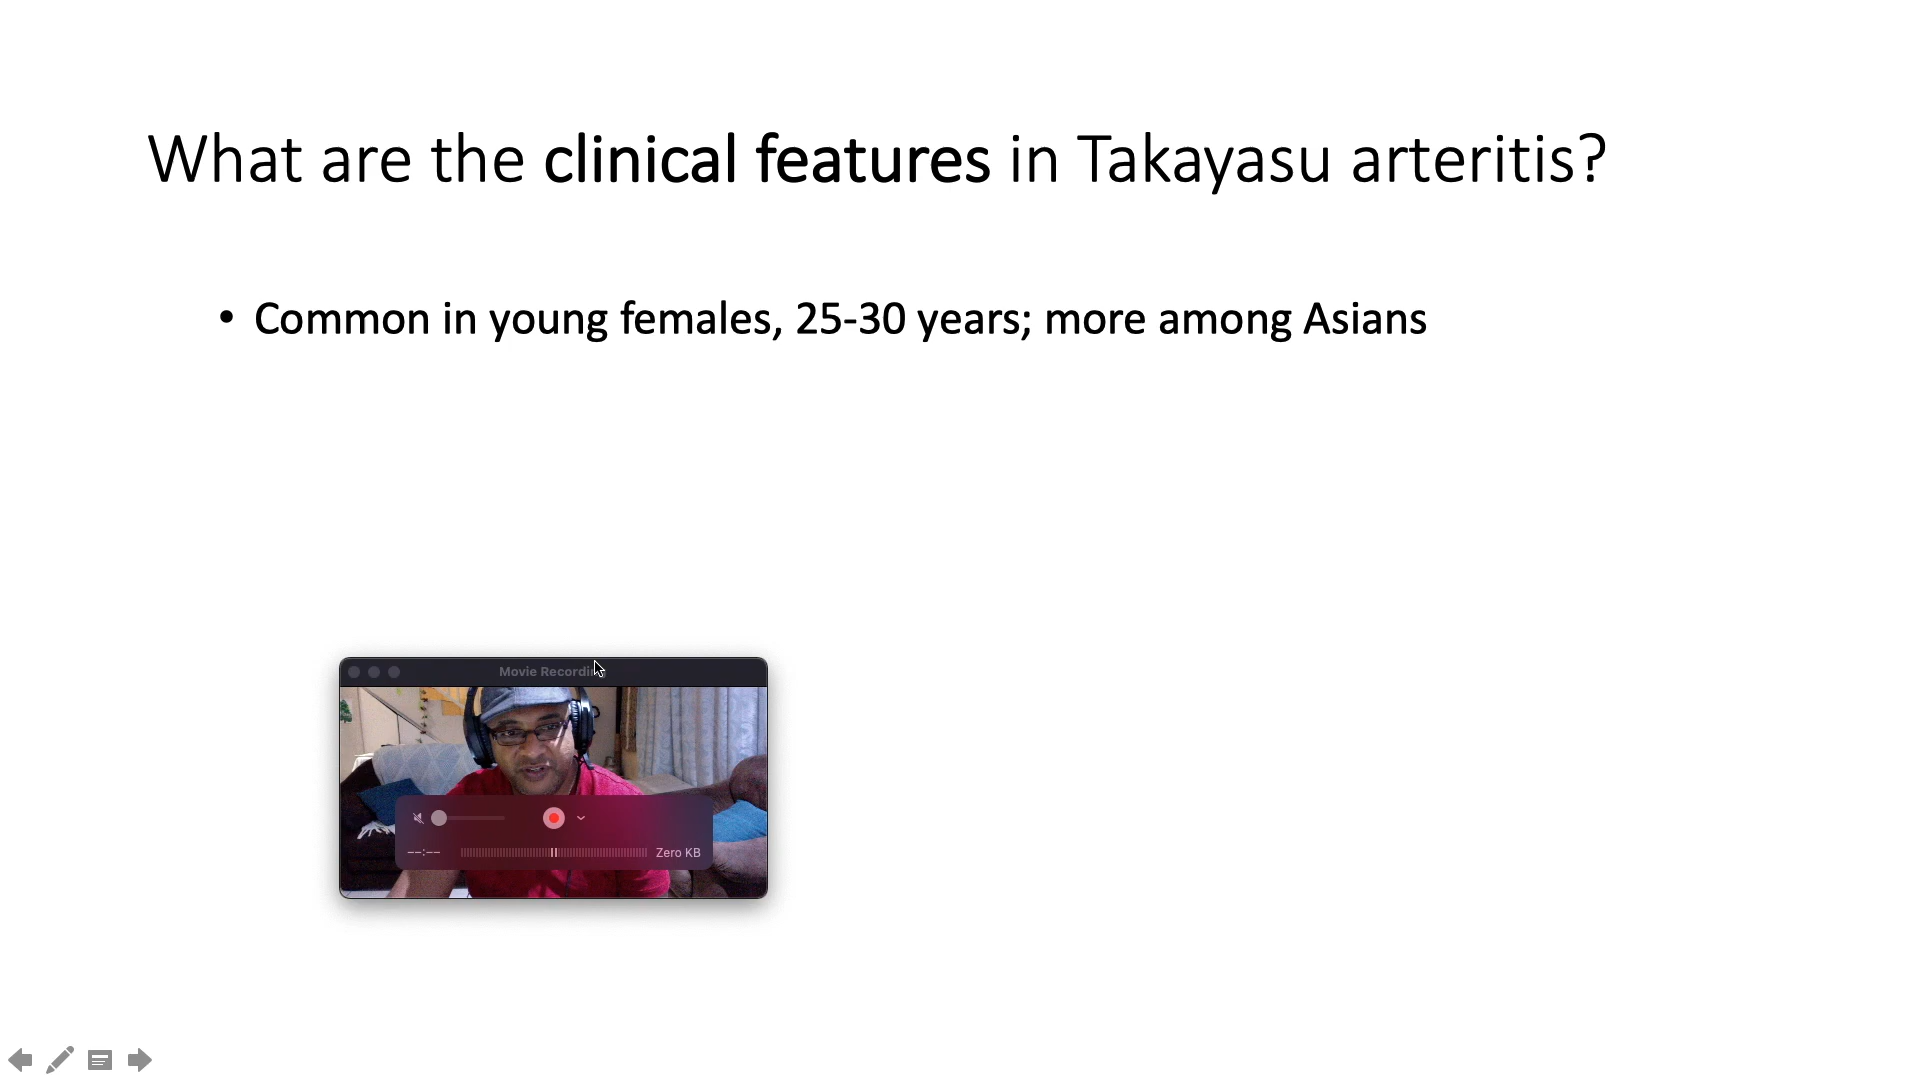 What are the clinical features in Takayasu arteritis?
• Common in young females, 25-30 years; more among Asians
Movie Recording
--:--
Zero KB